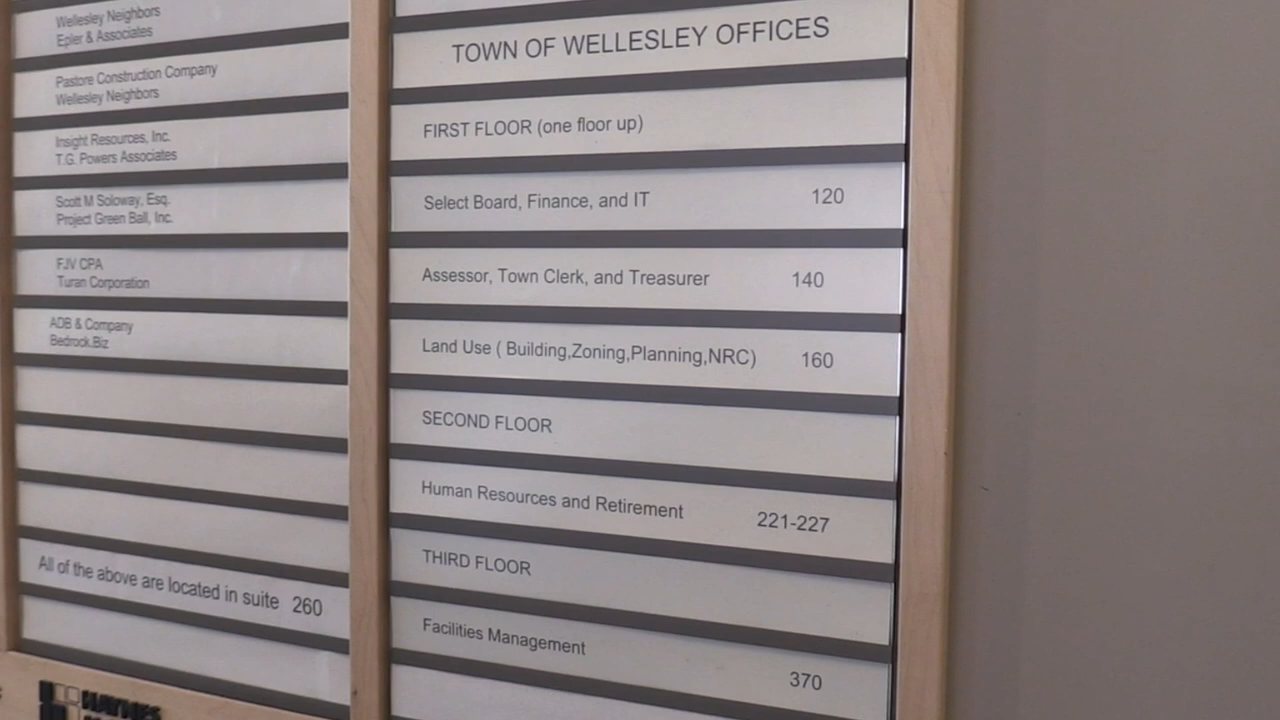 Wellesley Neighbors
Epler & Associates
Pastore Construction Company
Wellesley Neighbors
Insight Resources, Inc.
T.G. Powers Associates
Scott M Soloway, Esq.
Project Green Ball, Inc.
FJV CPA
Turan Corporation
ADB & Company
Bedrock.Biz
All of the above are located in suite 260
HAYNES
TOWN OF WELLESLEY OFFICES
FIRST FLOOR (one floor up)
Select Board, Finance, and IT 120
Assessor, Town Clerk, and Treasurer 140
Land Use ( Building,Zoning,Planning,NRC) 160
SECOND FLOOR
Human Resources and Retirement 221-227
THIRD FLOOR
Facilities Management 370